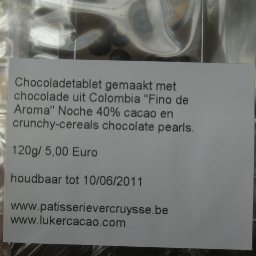 Chocoladetablet gemaakt met
chocolade uit Colombia "Fino de
Aroma" Noche 40% cacao en
crunchy-cereals chocolate pearls.
120g/ 5,00 Euro
houdbaar tot 10/06/2011
www.patisserievercruysse.be
www.lukercacao.com